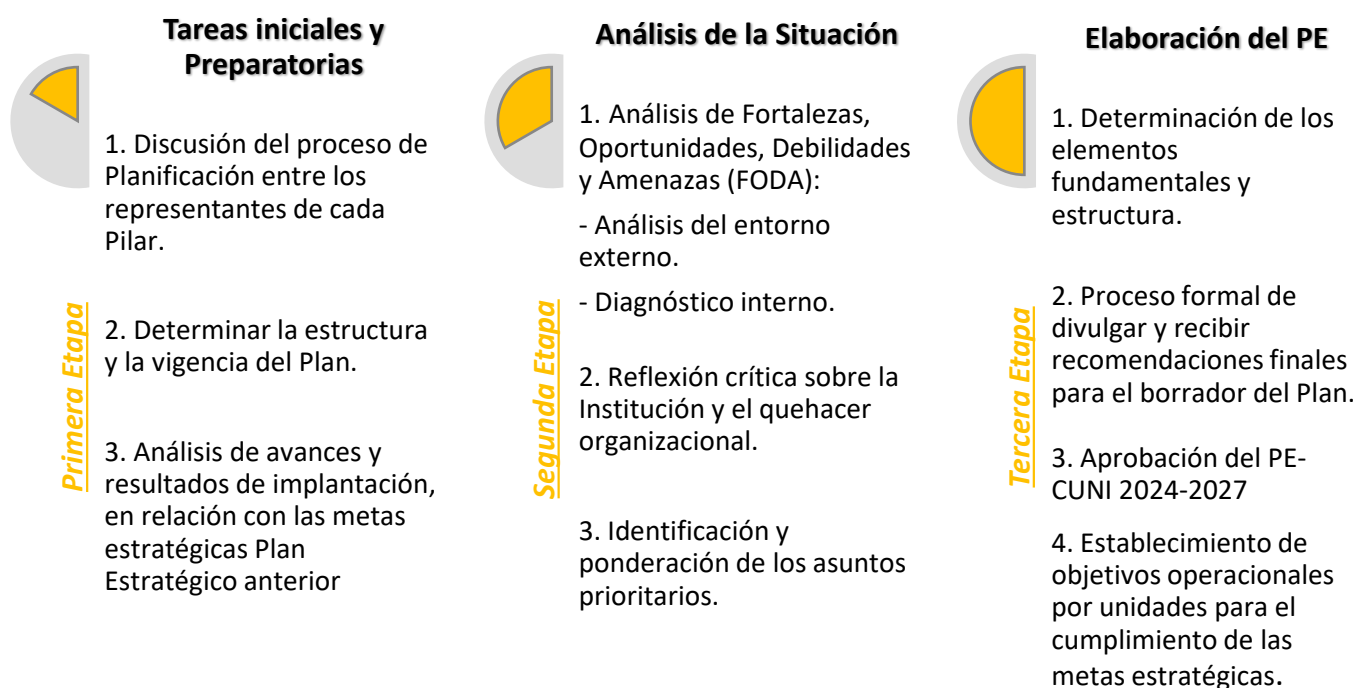 Tareas iniciales y
Preparatorias
1. Discusión del proceso de
Planificación entre los
representantes de cada
Pilar.
2. Determinar la estructura
y la vigencia del Plan.
3. Análisis de avances y
resultados de implantación,
en relación con las metas
estratégicas Plan
Estratégico anterior
Primera Etapa
Análisis de la Situación
1. Análisis de Fortalezas,
Oportunidades, Debilidades
y Amenazas (FODA):
- Análisis del entorno
externo.
- Diagnóstico interno.
2. Reflexión crítica sobre la
Institución y el quehacer
organizacional.
3. Identificación y
ponderación de los asuntos
prioritarios.
Segunda Etapa
Elaboración del PE
1. Determinación de los
elementos
fundamentales y
estructura.
2. Proceso formal de
divulgar y recibir
recomendaciones finales
para el borrador del Plan.
3. Aprobación del PE-
CUNI 2024-2027
4. Establecimiento de
objetivos operacionales
por unidades para el
cumplimiento de las
metas estratégicas.
Tercera Etapa